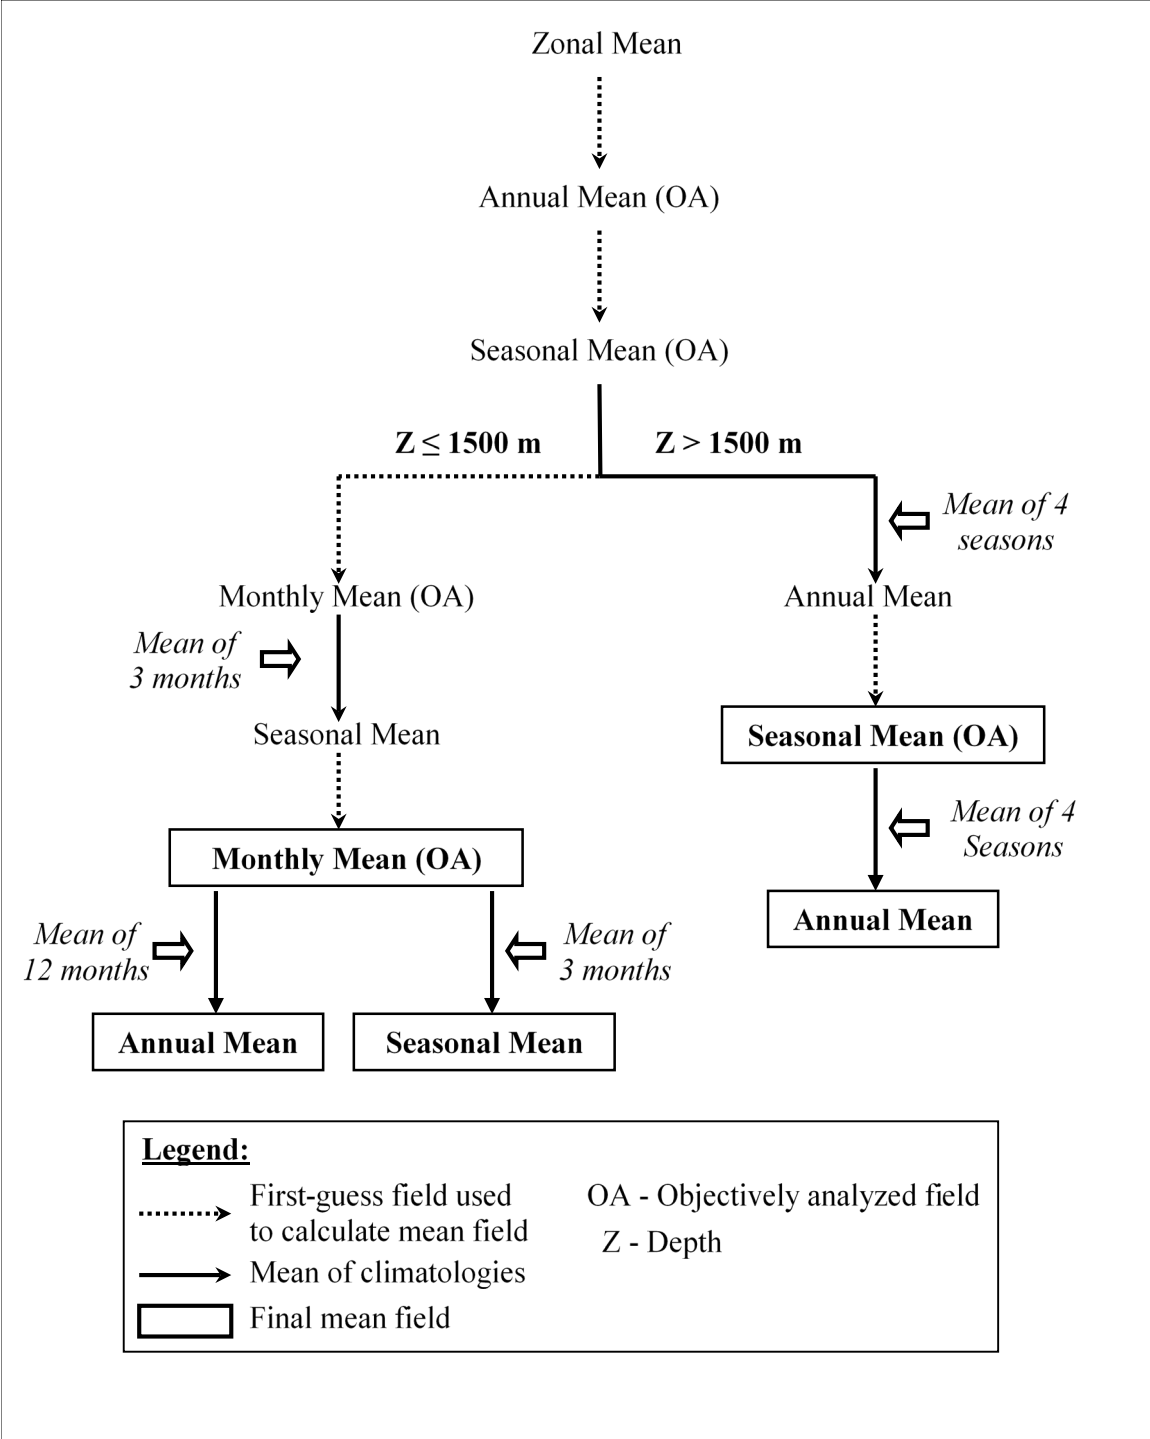 Zonal Mean
Annual Mean (OA)
Seasonal Mean (OA)
Z ≤ 1500 m
Z > 1500 m
Mean of 4
seasons
Monthly Mean (OA)
Annual Mean
Mean of
3 months
Seasonal Mean
Seasonal Mean (OA)
Mean of 4
Seasons
Monthly Mean (OA)
Annual Mean
Mean of
12 months
Mean of
3 months
Annual Mean
Seasonal Mean
Legend:
First-guess field used
to calculate mean field
Mean of climatologies
Final mean field
OA - Objectively analyzed field
Z - Depth